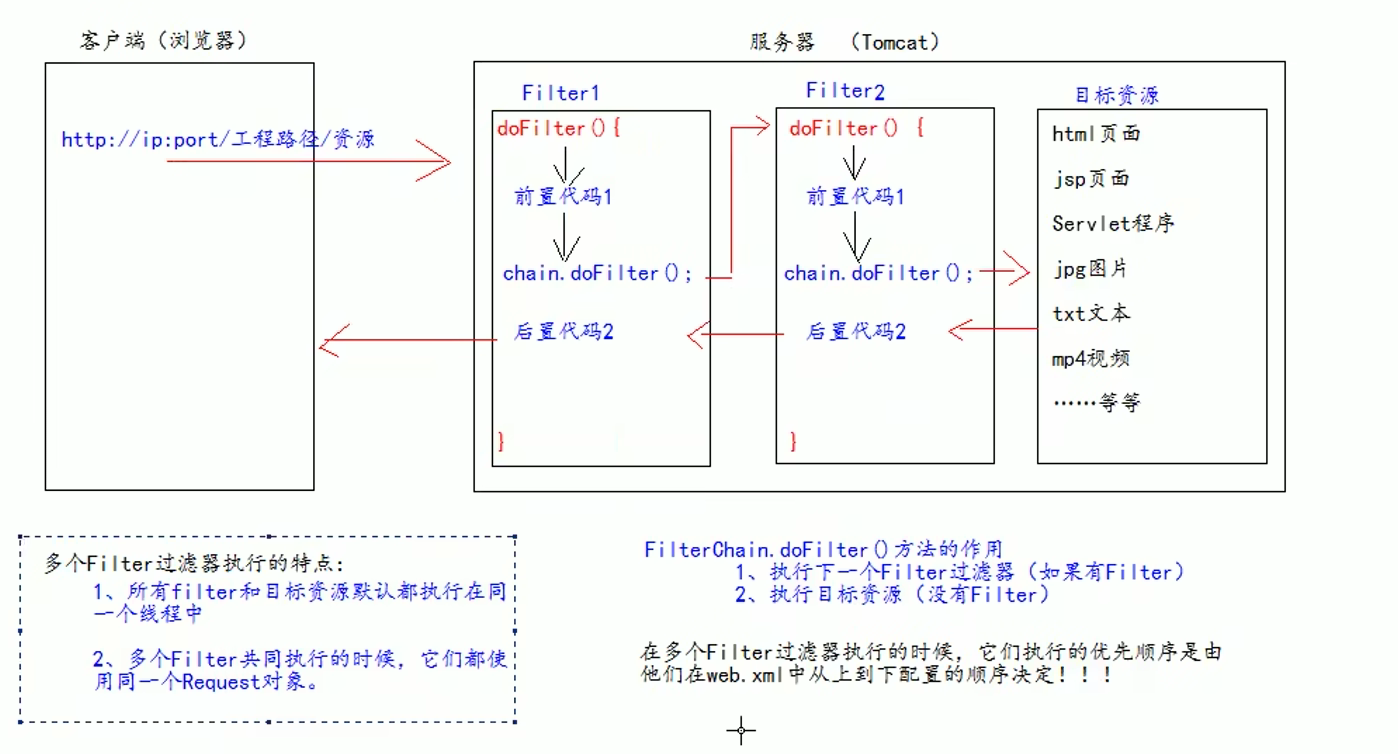 客户端（浏览器）
http://ip:port/工程路径/资源
服务器 （Tomcat）
Filter1
doFilter(){
前置代码1
chain.doFilter();
后置代码2
}
Filter2
doFilter() {
前置代码1
chain.doFilter();
后置代码2
}
目标资源
html页面
jsp页面
Servlet程序
jpg图片
txt文本
mp4视频
……等等
多个Filter过滤器执行的特点：
1、所有filter和目标资源默认都执行在同
一个线程中
2、多个Filter共同执行的时候，它们都使
用同一个Request对象。
FilterChain.doFilter()方法的作用
1、执行下一个Filter过滤器（如果有Filter）
2、执行目标资源（没有Filter）
在多个Filter过滤器执行的时候，它们执行的优先顺序是由
他们在web.xml中从上到下配置的顺序决定！！！